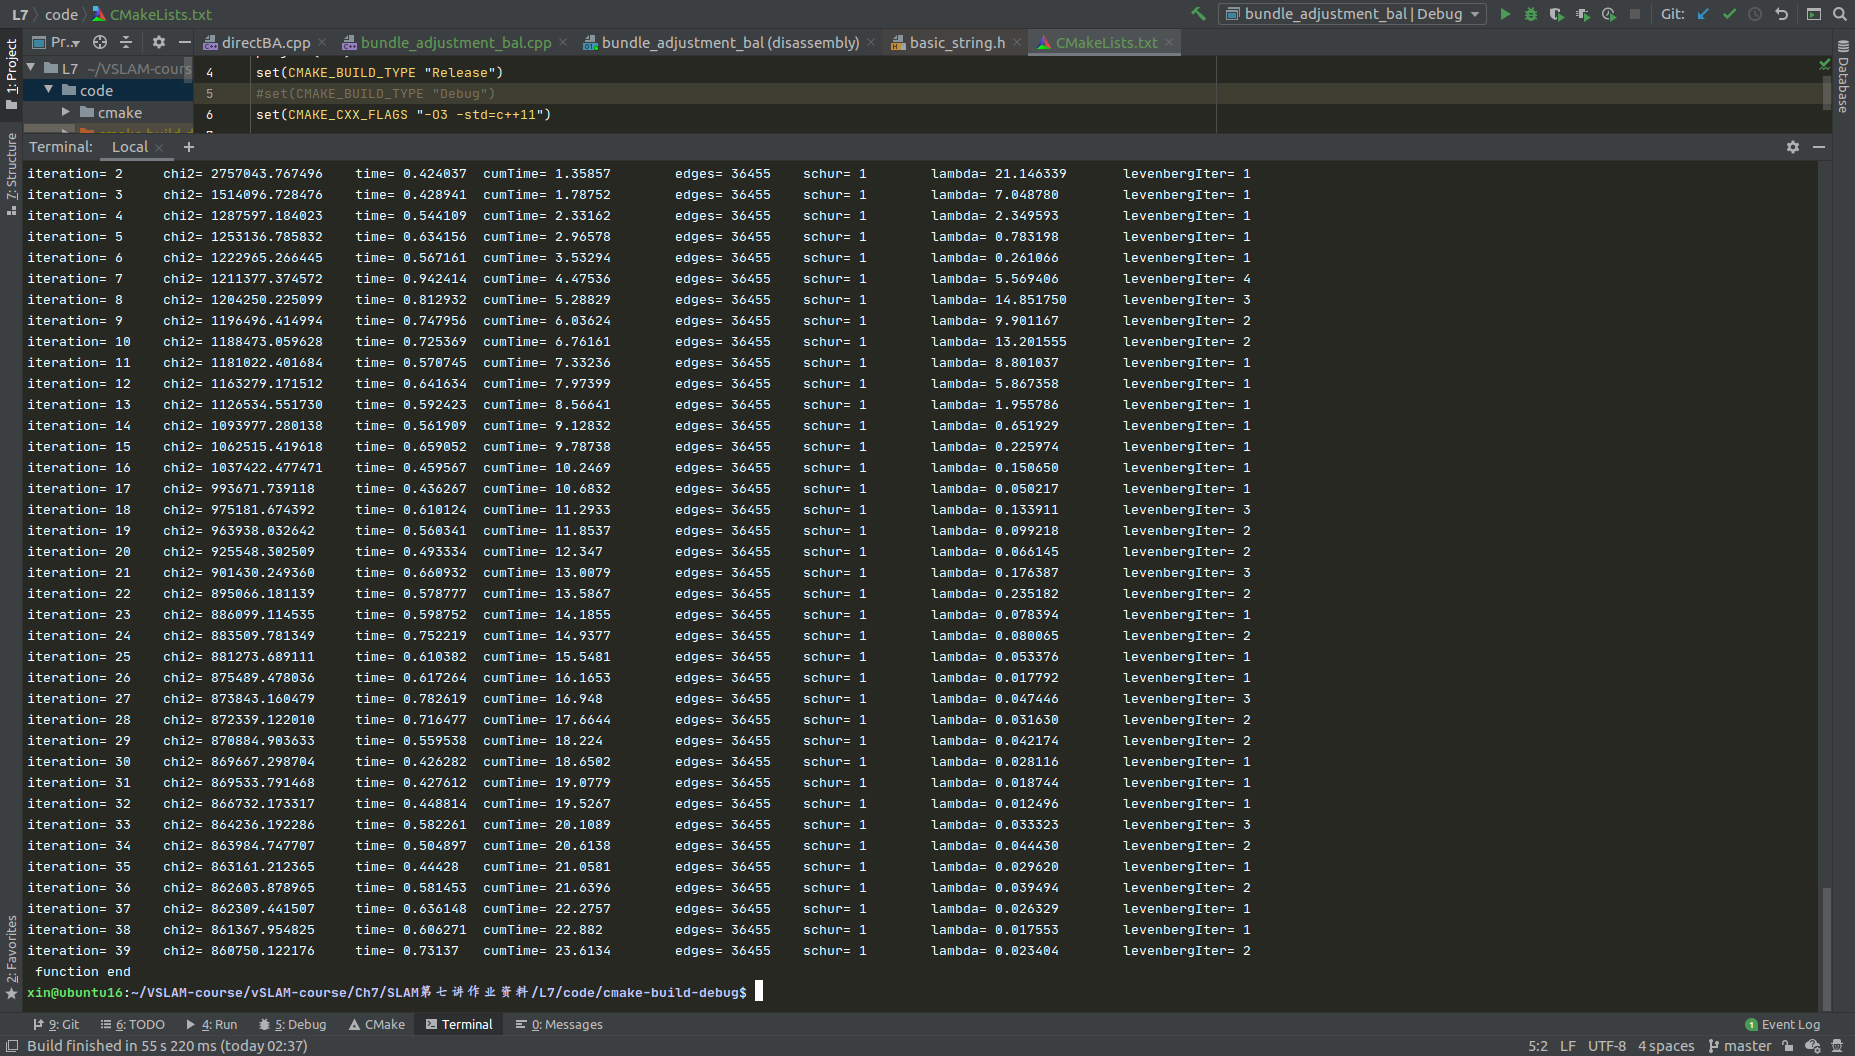 L7 code CMakeLists.txt bundle_adjustment_bal | Debug Git:
Pr.. directBA.cpp bundle_adjustment_bal.cpp bundle_adjustment_bal (disassembly) basic_string.h CMakeLists.txt
1: Project
7: Structure
2: Favorites
Database
L7 ~/VSLAM-cours
code
cmake
4 set(CMAKE_BUILD_TYPE "Release")
5 #set(CMAKE_BUILD_TYPE "Debug")
6 set(CMAKE_CXX_FLAGS "-O3 -std=c++11")
Terminal: Local +
iteration= 2 chi2= 2757043.767496 time= 0.424037 cumTime= 1.35857 edges= 36455 schur= 1 lambda= 21.146339 levenbergIter= 1
iteration= 3 chi2= 1514096.728476 time= 0.428941 cumTime= 1.78752 edges= 36455 schur= 1 lambda= 7.048780 levenbergIter= 1
iteration= 4 chi2= 1287597.184023 time= 0.544109 cumTime= 2.33162 edges= 36455 schur= 1 lambda= 2.349593 levenbergIter= 1
iteration= 5 chi2= 1253136.785832 time= 0.634156 cumTime= 2.96578 edges= 36455 schur= 1 lambda= 0.783198 levenbergIter= 1
iteration= 6 chi2= 1222965.266445 time= 0.567161 cumTime= 3.53294 edges= 36455 schur= 1 lambda= 0.261066 levenbergIter= 1
iteration= 7 chi2= 1211377.374572 time= 0.942414 cumTime= 4.47536 edges= 36455 schur= 1 lambda= 5.569406 levenbergIter= 4
iteration= 8 chi2= 1204250.225099 time= 0.812932 cumTime= 5.28829 edges= 36455 schur= 1 lambda= 14.851750 levenbergIter= 3
iteration= 9 chi2= 1196496.414994 time= 0.747956 cumTime= 6.03624 edges= 36455 schur= 1 lambda= 9.901167 levenbergIter= 2
iteration= 10 chi2= 1188473.059628 time= 0.725369 cumTime= 6.76161 edges= 36455 schur= 1 lambda= 13.201555 levenbergIter= 2
iteration= 11 chi2= 1181022.401684 time= 0.570745 cumTime= 7.33236 edges= 36455 schur= 1 lambda= 8.801037 levenbergIter= 1
iteration= 12 chi2= 1163279.171512 time= 0.641634 cumTime= 7.97399 edges= 36455 schur= 1 lambda= 5.867358 levenbergIter= 1
iteration= 13 chi2= 1126534.551730 time= 0.592423 cumTime= 8.56641 edges= 36455 schur= 1 lambda= 1.955786 levenbergIter= 1
iteration= 14 chi2= 1093977.280138 time= 0.561909 cumTime= 9.12832 edges= 36455 schur= 1 lambda= 0.651929 levenbergIter= 1
iteration= 15 chi2= 1062515.419618 time= 0.659052 cumTime= 9.78738 edges= 36455 schur= 1 lambda= 0.225974 levenbergIter= 1
iteration= 16 chi2= 1037422.477471 time= 0.459567 cumTime= 10.2469 edges= 36455 schur= 1 lambda= 0.150650 levenbergIter= 1
iteration= 17 chi2= 993671.739118 time= 0.436267 cumTime= 10.6832 edges= 36455 schur= 1 lambda= 0.050217 levenbergIter= 1
iteration= 18 chi2= 975181.674392 time= 0.610124 cumTime= 11.2933 edges= 36455 schur= 1 lambda= 0.133911 levenbergIter= 3
iteration= 19 chi2= 963938.032642 time= 0.560341 cumTime= 11.8537 edges= 36455 schur= 1 lambda= 0.099218 levenbergIter= 2
iteration= 20 chi2= 925548.302509 time= 0.493334 cumTime= 12.347 edges= 36455 schur= 1 lambda= 0.066145 levenbergIter= 2
iteration= 21 chi2= 901430.249360 time= 0.660932 cumTime= 13.0079 edges= 36455 schur= 1 lambda= 0.176387 levenbergIter= 3
iteration= 22 chi2= 895066.181139 time= 0.578777 cumTime= 13.5867 edges= 36455 schur= 1 lambda= 0.235182 levenbergIter= 2
iteration= 23 chi2= 886099.114535 time= 0.598752 cumTime= 14.1855 edges= 36455 schur= 1 lambda= 0.078394 levenbergIter= 1
iteration= 24 chi2= 883509.781349 time= 0.752219 cumTime= 14.9377 edges= 36455 schur= 1 lambda= 0.080065 levenbergIter= 2
iteration= 25 chi2= 881273.689111 time= 0.610382 cumTime= 15.5481 edges= 36455 schur= 1 lambda= 0.053376 levenbergIter= 1
iteration= 26 chi2= 875489.478036 time= 0.617264 cumTime= 16.1653 edges= 36455 schur= 1 lambda= 0.017792 levenbergIter= 1
iteration= 27 chi2= 873843.160479 time= 0.782619 cumTime= 16.948 edges= 36455 schur= 1 lambda= 0.047446 levenbergIter= 3
iteration= 28 chi2= 872339.122010 time= 0.716477 cumTime= 17.6644 edges= 36455 schur= 1 lambda= 0.031630 levenbergIter= 2
iteration= 29 chi2= 870884.903633 time= 0.559538 cumTime= 18.224 edges= 36455 schur= 1 lambda= 0.042174 levenbergIter= 2
iteration= 30 chi2= 869667.298704 time= 0.426282 cumTime= 18.6502 edges= 36455 schur= 1 lambda= 0.028116 levenbergIter= 1
iteration= 31 chi2= 869533.791468 time= 0.427612 cumTime= 19.0779 edges= 36455 schur= 1 lambda= 0.018744 levenbergIter= 1
iteration= 32 chi2= 866732.173317 time= 0.448814 cumTime= 19.5267 edges= 36455 schur= 1 lambda= 0.012496 levenbergIter= 1
iteration= 33 chi2= 864236.192286 time= 0.582261 cumTime= 20.1089 edges= 36455 schur= 1 lambda= 0.033323 levenbergIter= 3
iteration= 34 chi2= 863984.747707 time= 0.504897 cumTime= 20.6138 edges= 36455 schur= 1 lambda= 0.044430 levenbergIter= 2
iteration= 35 chi2= 863161.212365 time= 0.44428 cumTime= 21.0581 edges= 36455 schur= 1 lambda= 0.029620 levenbergIter= 1
iteration= 36 chi2= 862603.878965 time= 0.581453 cumTime= 21.6396 edges= 36455 schur= 1 lambda= 0.039494 levenbergIter= 2
iteration= 37 chi2= 862309.441507 time= 0.636148 cumTime= 22.2757 edges= 36455 schur= 1 lambda= 0.026329 levenbergIter= 1
iteration= 38 chi2= 861367.954825 time= 0.606271 cumTime= 22.882 edges= 36455 schur= 1 lambda= 0.017553 levenbergIter= 1
iteration= 39 chi2= 860750.122176 time= 0.73137 cumTime= 23.6134 edges= 36455 schur= 1 lambda= 0.023404 levenbergIter= 2
function end
xin@ubuntu16:~/VSLAM-course/vSLAM-course/Ch7/SLAM第七讲作业资料/L7/code/cmake-build-debug$
9: Git 6: TODO 4: Run 5: Debug CMake Terminal 0: Messages 1 Event Log
Build finished in 55 s 220 ms (today 02:37) 5:2 LF UTF-8 4 spaces master